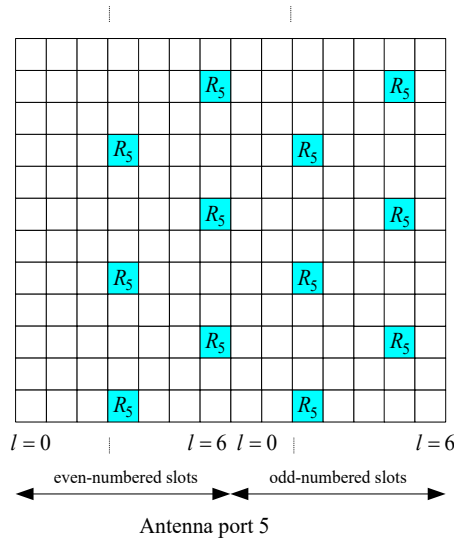 R5 R5
R5 R5
R5 R5
R5 R5
R5 R5
R5 R5
l = 0 l = 6 l = 0 l = 6
even-numbered slots odd-numbered slots
Antenna port 5